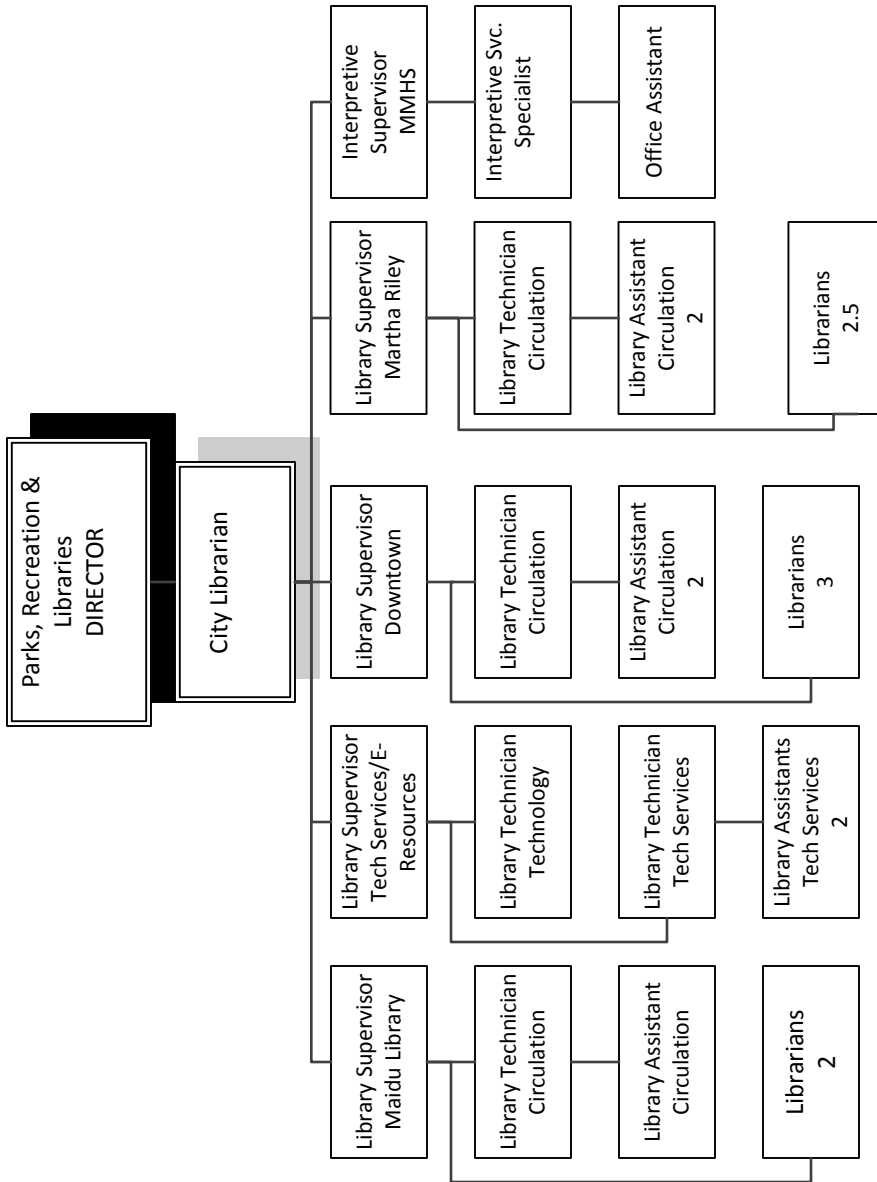 Parks, Recreation &
Libraries
DIRECTOR
City Librarian
Library Supervisor
Maidu Library
Library Technician
Circulation
Library Assistant
Circulation
Librarians
2
Library Supervisor
Tech Services/E-
Resources
Library Technician
Technology
Library Technician
Tech Services
Library Assistants
Tech Services
2
Library Supervisor
Downtown
Library Technician
Circulation
Library Assistant
Circulation
2
Librarians
3
Library Supervisor
Martha Riley
Library Technician
Circulation
Library Assistant
Circulation
2
Librarians
2.5
Interpretive
Supervisor
MMHS
Interpretive Svc.
Specialist
Office Assistant